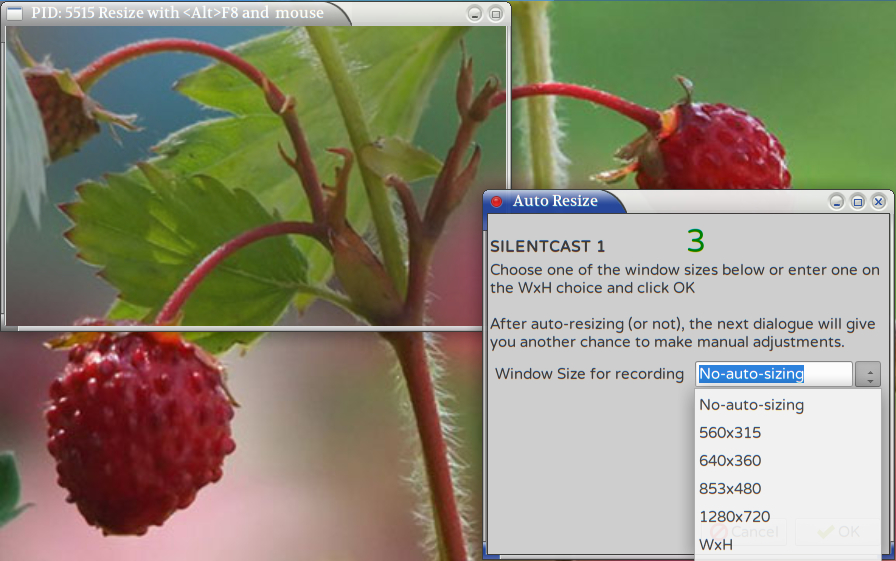 PID: 5515 Resize with <Alt>F8 and mouse
Auto Resize
3
SILENTCAST 1
Choose one of the window sizes below or enter one on
the WxH choice and click OK
After auto-resizing (or not), the next dialogue will give
you another chance to make manual adjustments.
Window Size for recording No-auto-sizing
No-auto-sizing
560x315
640x360
853x480
1280x720
Cancel OK
WxH